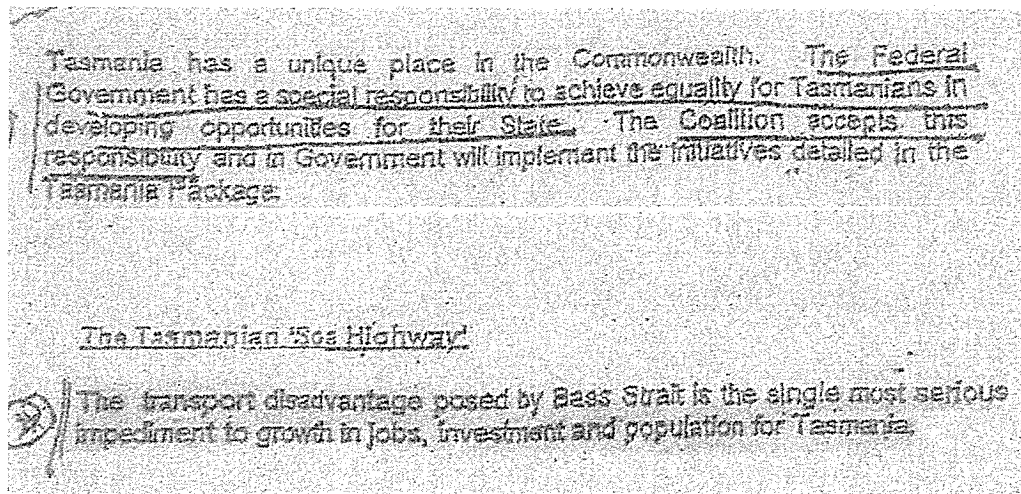 Tasmania has a unique place in the Commonwealth. The Federal
Government has a special responsibility to achieve equality for Tasmanians in
developing opportunities for their State. The Coalition accepts this
responsibility and in Government will implement the initiatives detailed in the
Tasmania Package.
The Tasmanian 'Sea Highway'
The transport disadvantage posed by Bass Strait is the single most serious
impediment to growth in jobs, investment and population for Tasmania.